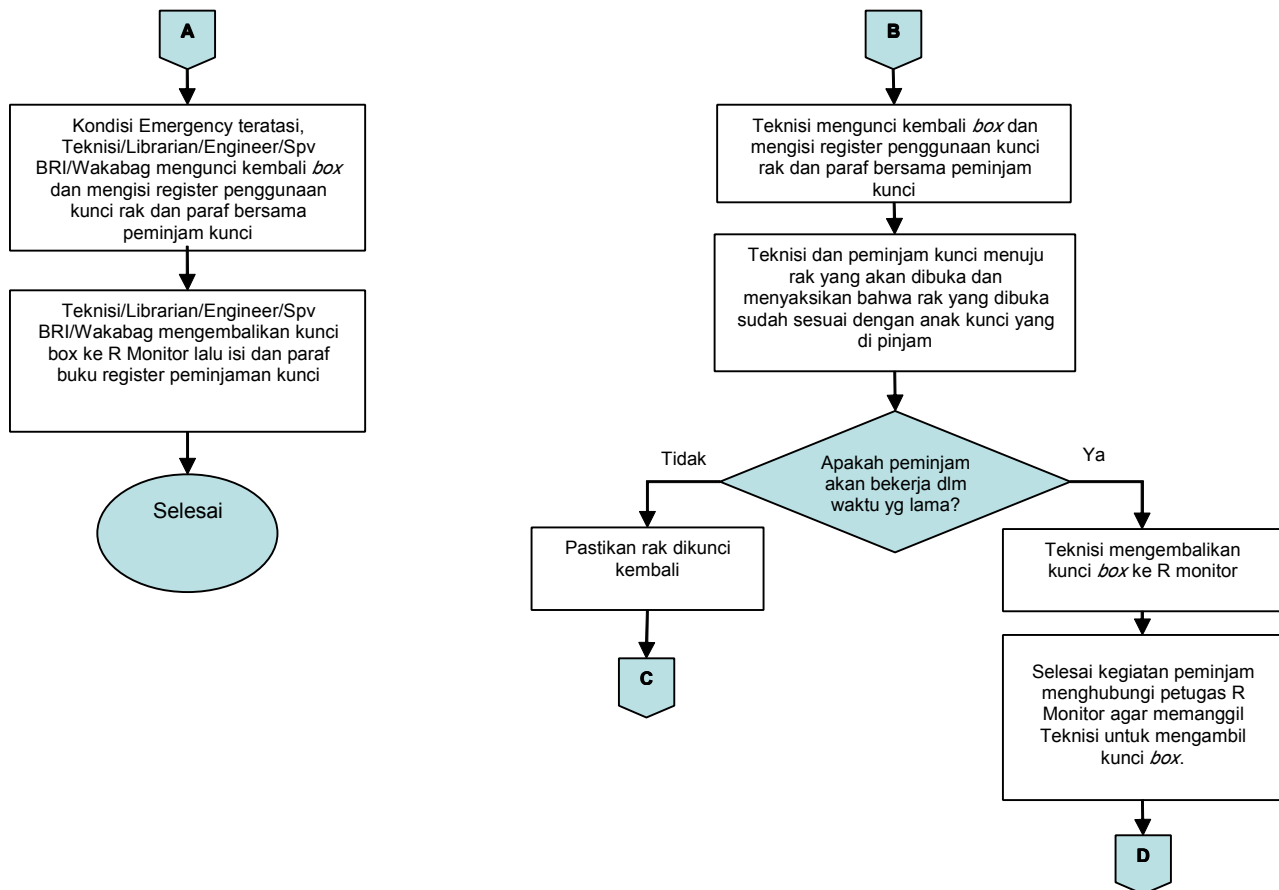 A
Kondisi Emergency teratasi,
Teknisi/Librarian/Engineer/Spv
BRI/Wakabag mengunci kembali box
dan mengisi register penggunaan
kunci rak dan paraf bersama
peminjam kunci
Teknisi/Librarian/Engineer/Spv
BRI/Wakabag mengembalikan kunci
box ke R Monitor lalu isi dan paraf
buku register peminjaman kunci
Selesai
B
Teknisi mengunci kembali box dan
mengisi register penggunaan kunci
rak dan paraf bersama peminjam
kunci
Teknisi dan peminjam kunci menuju
rak yang akan dibuka dan
menyaksikan bahwa rak yang dibuka
sudah sesuai dengan anak kunci yang
di pinjam
Apakah peminjam
akan bekerja dlm
waktu yg lama?
Tidak
Pastikan rak dikunci
kembali
C
Ya
Teknisi mengembalikan
kunci box ke R monitor
Selesai kegiatan peminjam
menghubungi petugas R
Monitor agar memanggil
Teknisi untuk mengambil
kunci box.
D